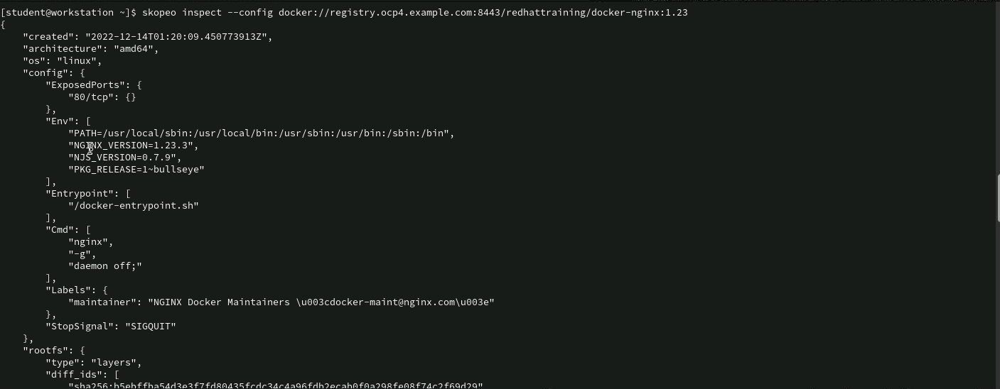 [student@workstation ~]$ skopeo inspect --config docker://registry.ocp4.example.com:8443/redhattraining/docker-nginx:1.23
{
    "created": "2022-12-14T01:20:09.450773913Z",
    "architecture": "amd64",
    "os": "linux",
    "config": {
        "ExposedPorts": {
            "80/tcp": {}
        },
        "Env": [
            "PATH=/usr/local/sbin:/usr/local/bin:/usr/sbin:/usr/bin:/sbin:/bin",
            "NGINX_VERSION=1.23.3",
            "NJS_VERSION=0.7.9",
            "PKG_RELEASE=1~bullseye"
        ],
        "Entrypoint": [
            "/docker-entrypoint.sh"
        ],
        "Cmd": [
            "nginx",
            "-g",
            "daemon off;"
        ],
        "Labels": {
            "maintainer": "NGINX Docker Maintainers \u003cdocker-maint@nginx.com\u003e"
        },
        "StopSignal": "SIGQUIT"
    },
    "rootfs": {
        "type": "layers",
        "diff_ids": [
            "sha256:b5ebffba54d3e3f7fd80435fcdc34c4a96fdb2ecab0f0a298fe08f74c2f69d29"